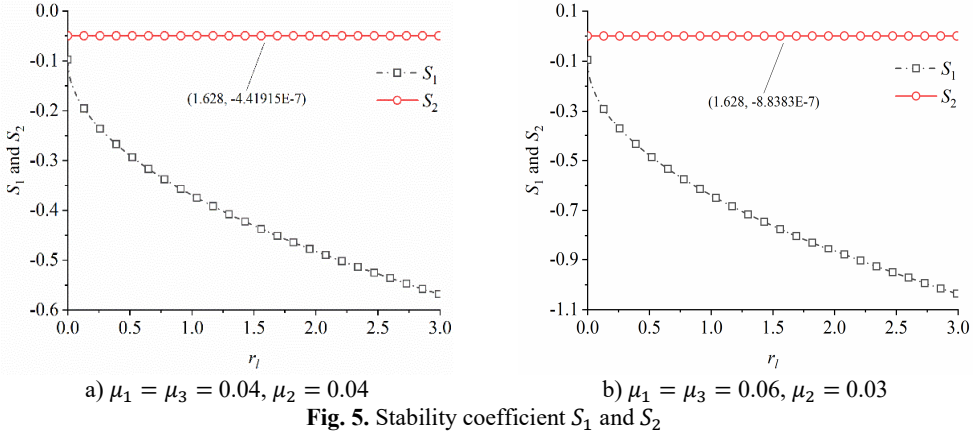 0.0
-0.1
-0.2
-0.3
-0.4
-0.5
-0.6
S₁ and S₂
(1.628, -4.41915E-7)
S₁
S₂
0.0 0.5 1.0 1.5 2.0 2.5 3.0
r_l
a) μ₁ = μ₃ = 0.04, μ₂ = 0.04
0.1
-0.1
-0.3
-0.5
-0.7
-0.9
-1.1
S₁ and S₂
(1.628, -8.8383E-7)
S₁
S₂
0.0 0.5 1.0 1.5 2.0 2.5 3.0
r_l
b) μ₁ = μ₃ = 0.06, μ₂ = 0.03
Fig. 5. Stability coefficient S₁ and S₂